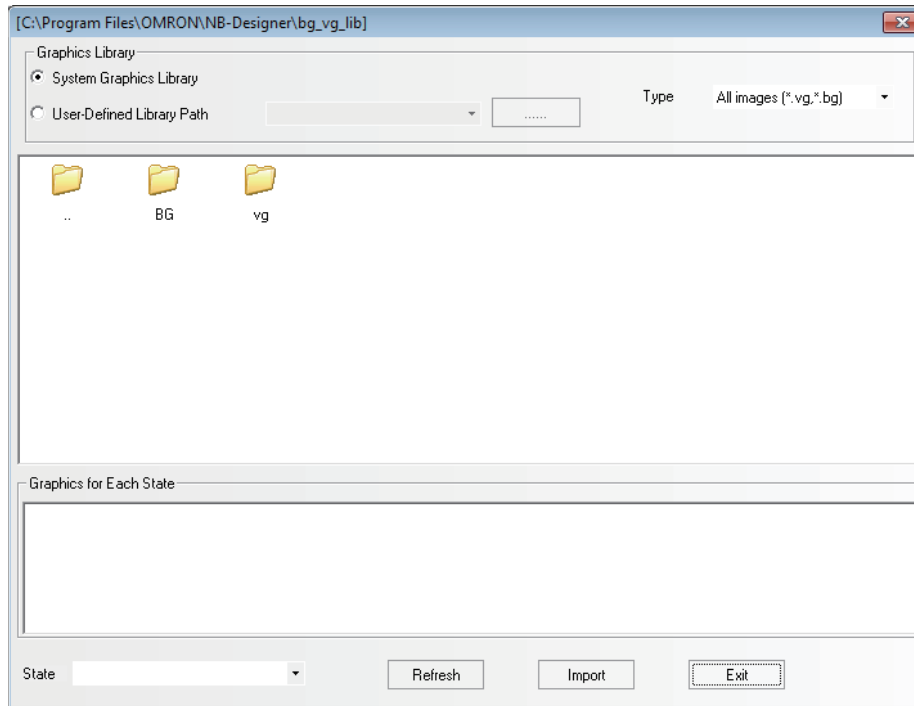 [C:\Program Files\OMRON\NB-Designer\bg_vg_lib]
Graphics Library
System Graphics Library
User-Defined Library Path
......
Type
All images (*.vg,*.bg)
..
BG
vg
Graphics for Each State
State
Refresh
Import
Exit